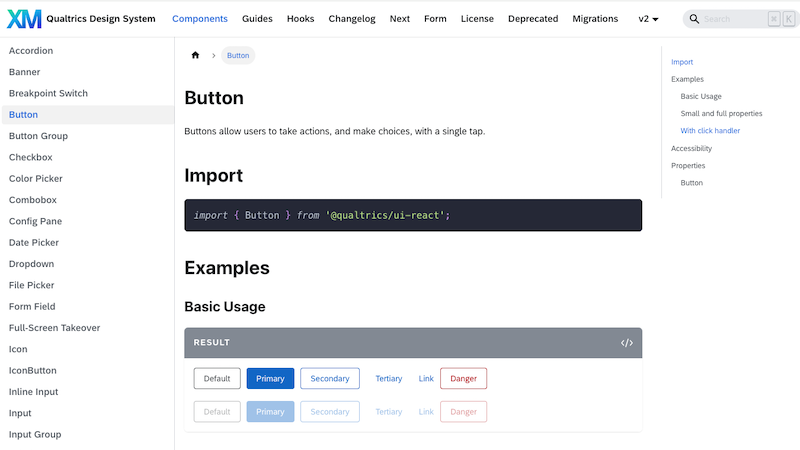 XM Qualtrics Design System Components Guides Hooks Changelog Next Form License Deprecated Migrations v2 Search ⌘ K
Accordion
Banner
Breakpoint Switch
Button
Button Group
Checkbox
Color Picker
Combobox
Config Pane
Date Picker
Dropdown
File Picker
Form Field
Full-Screen Takeover
Icon
IconButton
Inline Input
Input
Input Group
Button
Button
Buttons allow users to take actions, and make choices, with a single tap.
Import
import { Button } from '@qualtrics/ui-react';
Examples
Basic Usage
RESULT </>
Default Primary Secondary Tertiary Link Danger
Default Primary Secondary Tertiary Link Danger
Import
Examples
Basic Usage
Small and full properties
With click handler
Accessibility
Properties
Button